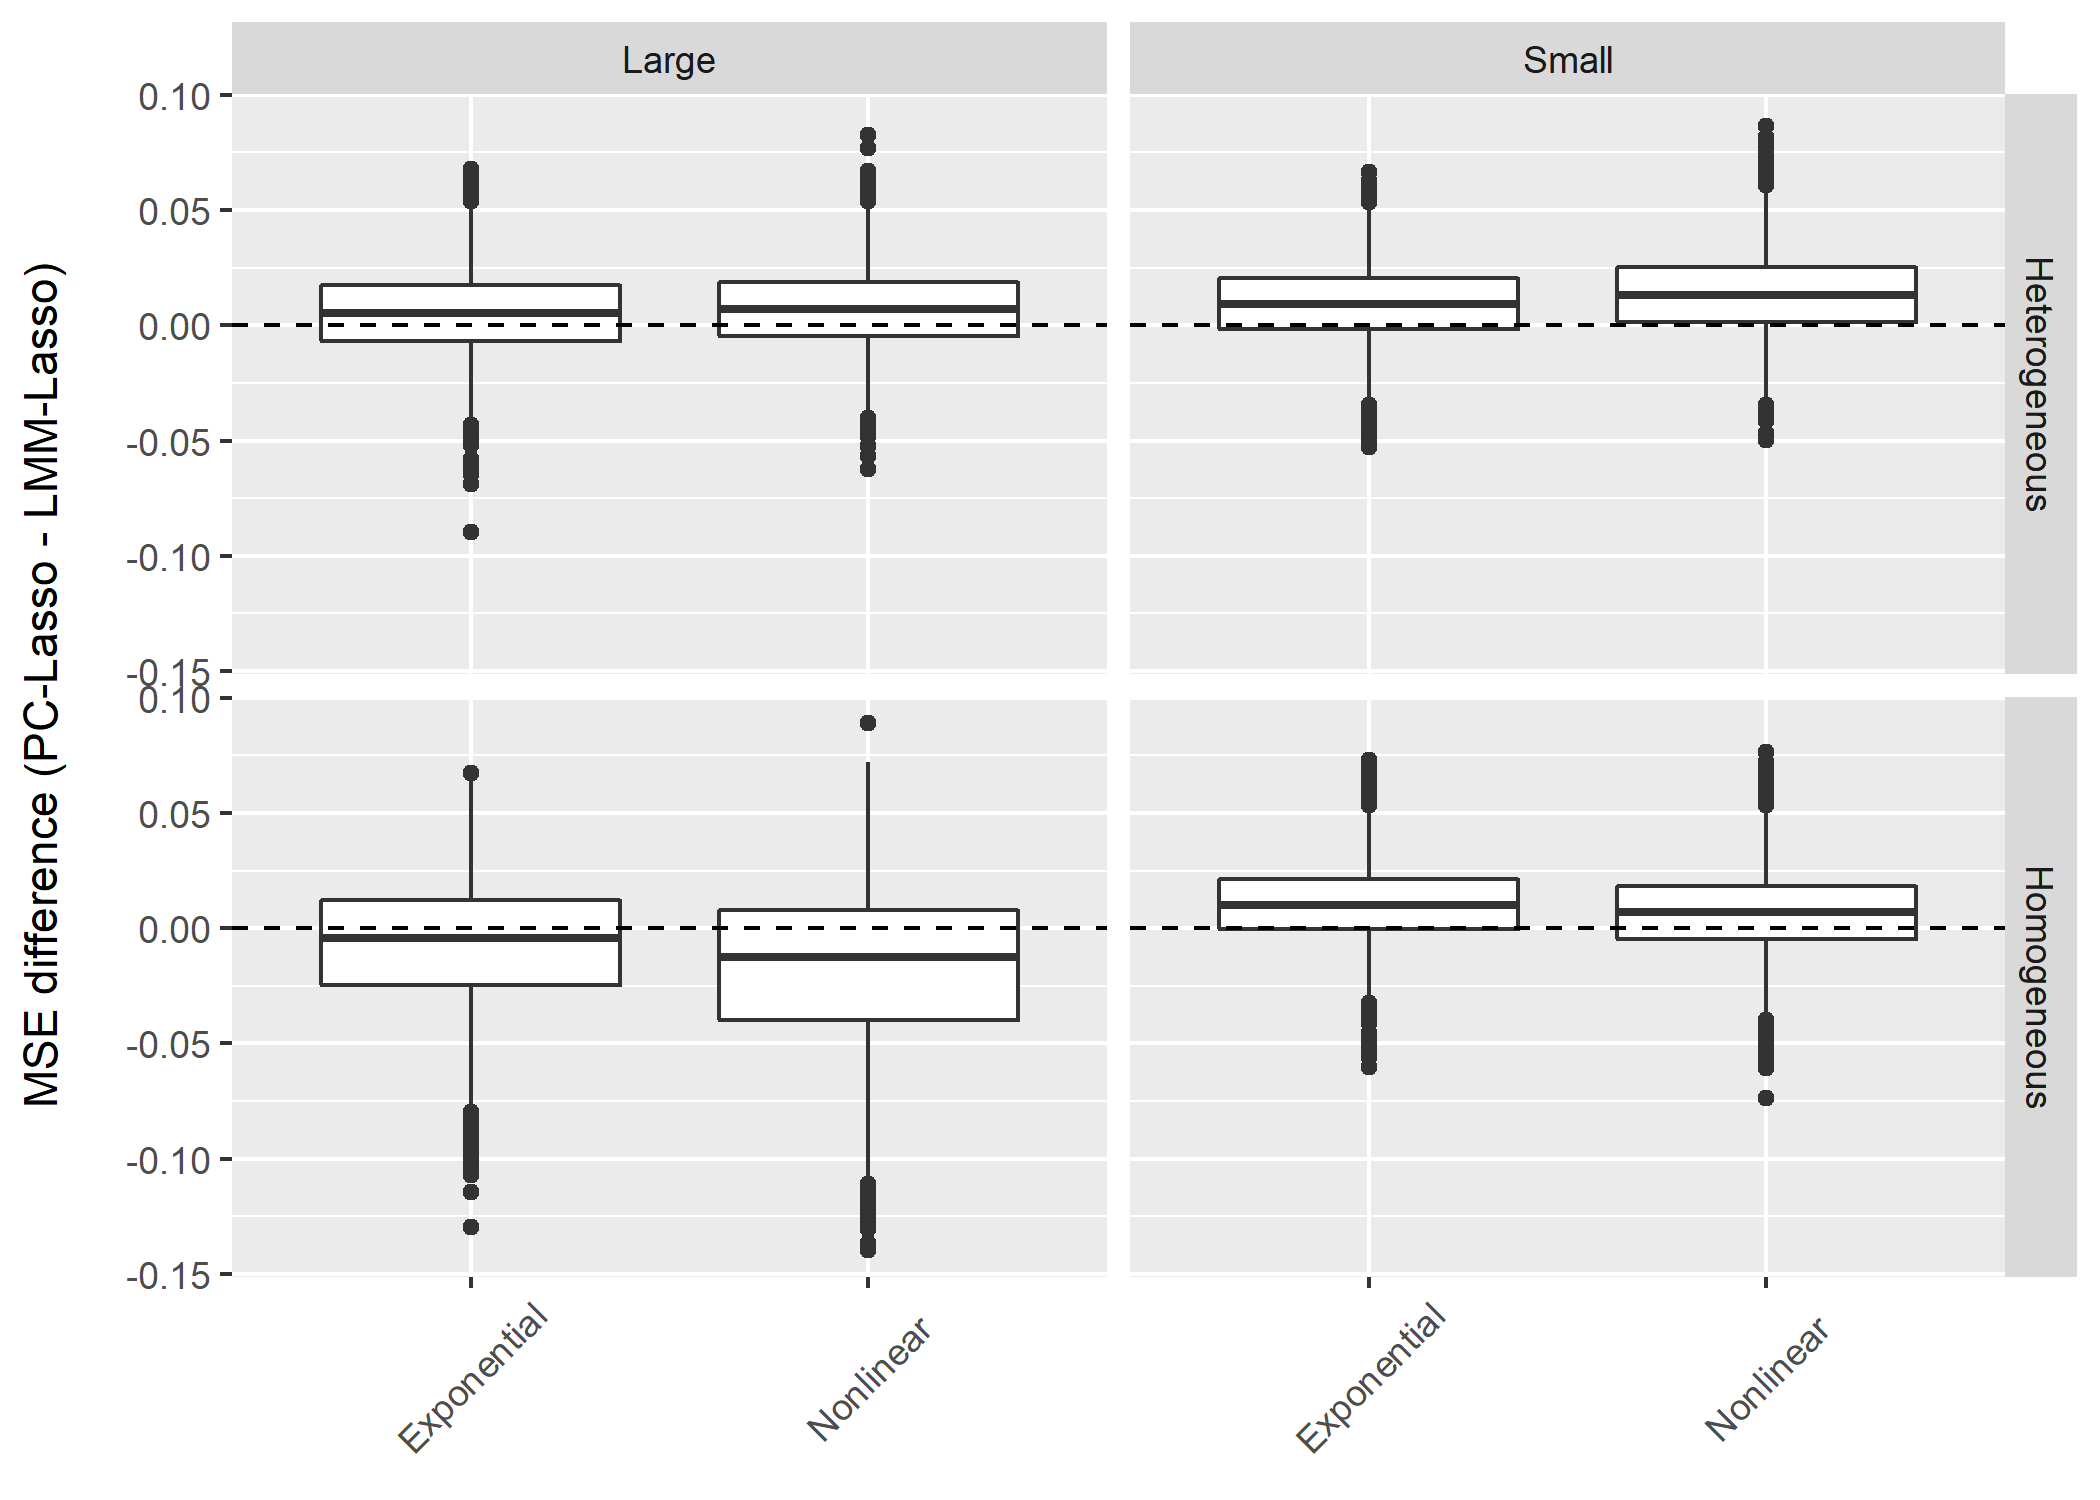 Large
Small
MSE difference (PC-Lasso - LMM-Lasso)
0.10
0.05
0.00
-0.05
-0.10
-0.15
Heterogeneous
0.10
0.05
0.00
-0.05
-0.10
-0.15
Homogeneous
Exponential
Nonlinear
Exponential
Nonlinear